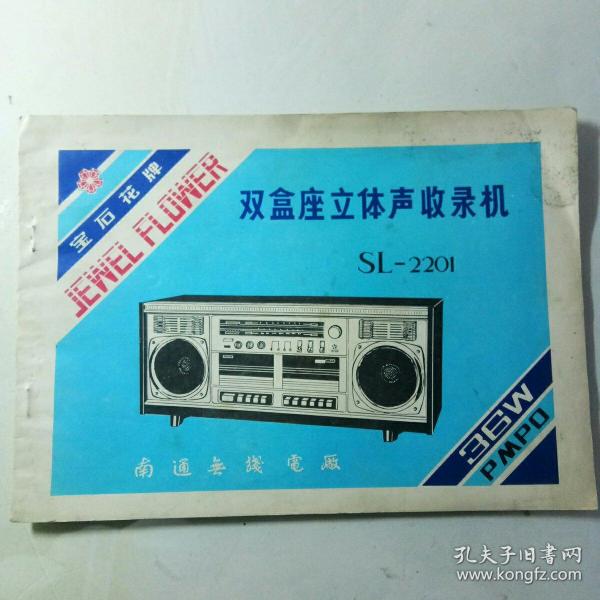 宝石花牌
JEWEL FLOWER
双盒座立体声收录机
SL-2201
36W
PMPO
南通無綫電廠
孔夫子旧书网
www.kongfz.com